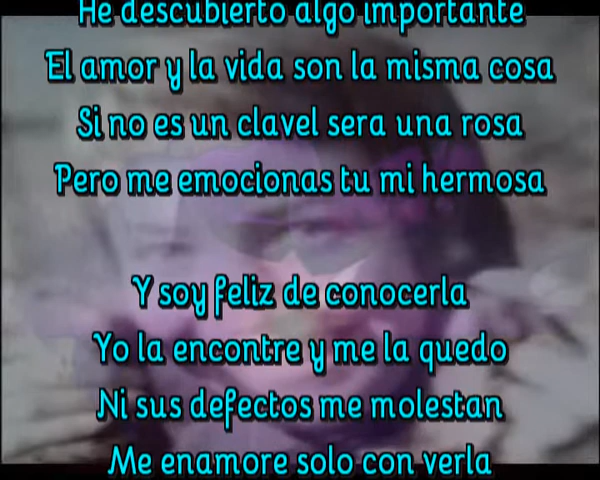 He descubierto algo importante
El amor y la vida son la misma cosa
Si no es un clavel sera una rosa
Pero me emocionas tu mi hermosa
Y soy feliz de conocerla
Yo la encontre y me la quedo
Ni sus defectos me molestan
Me enamore solo con verla